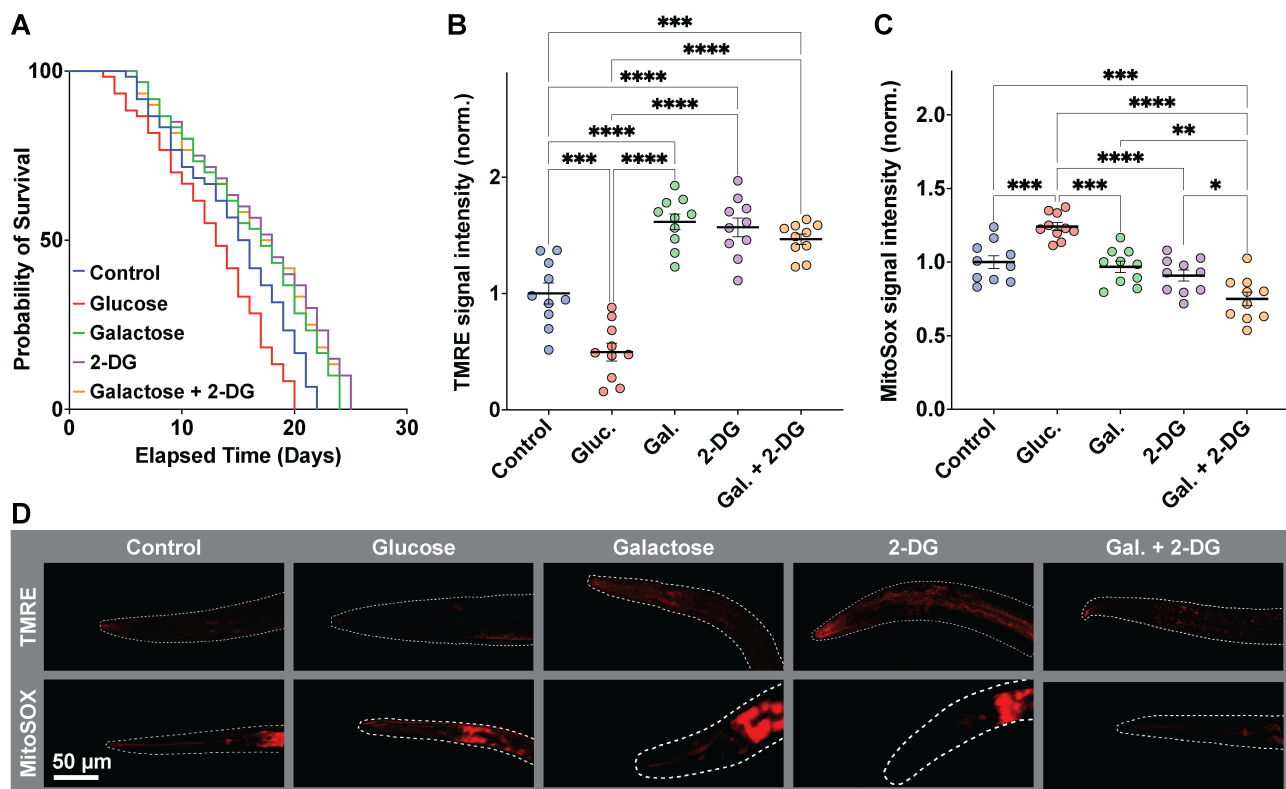 A
Probability of Survival
100
50
0
0
10
20
30
Elapsed Time (Days)
Control
Glucose
Galactose
2-DG
Galactose + 2-DG
B
TMRE signal intensity (norm.)
2
1
0
***
****
****
****
****
***
****
Control
Gluc.
Gal.
2-DG
Gal. + 2-DG
C
MitoSox signal intensity (norm.)
2.0
1.5
1.0
0.5
0.0
***
****
**
****
***
***
*
Control
Gluc.
Gal.
2-DG
Gal. + 2-DG
D
Control
Glucose
Galactose
2-DG
Gal. + 2-DG
TMRE
MitoSOX
50 µm